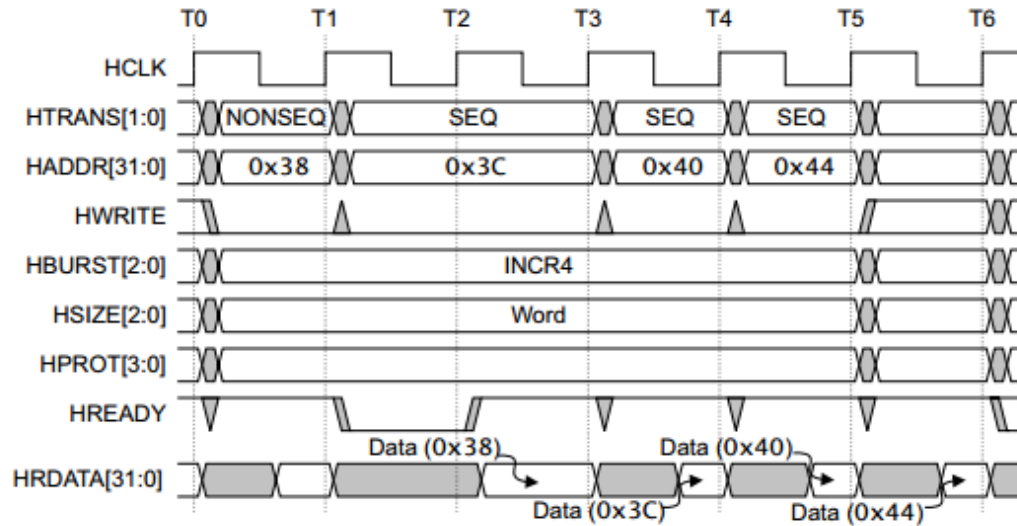 T0 T1 T2 T3 T4 T5 T6
HCLK
HTRANS[1:0] NONSEQ SEQ SEQ SEQ
HADDR[31:0] 0x38 0x3C 0x40 0x44
HWRITE
HBURST[2:0] INCR4
HSIZE[2:0] Word
HPROT[3:0]
HREADY
Data (0x38) Data (0x40)
HRDATA[31:0]
Data (0x3C) Data (0x44)